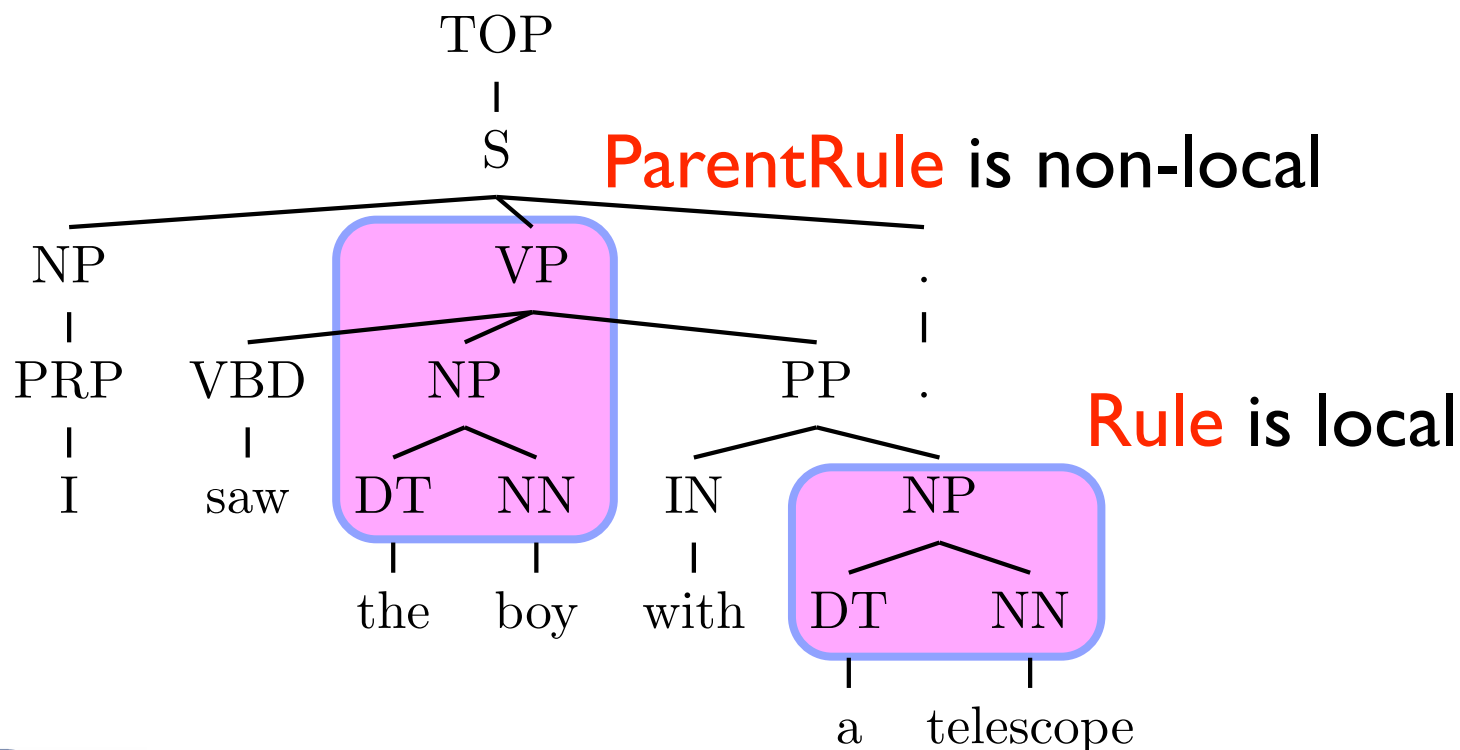 TOP
S
ParentRule is non-local
NP VP .
PRP VBD NP PP .
Rule is local
I saw DT NN IN NP
the boy with DT NN
a telescope